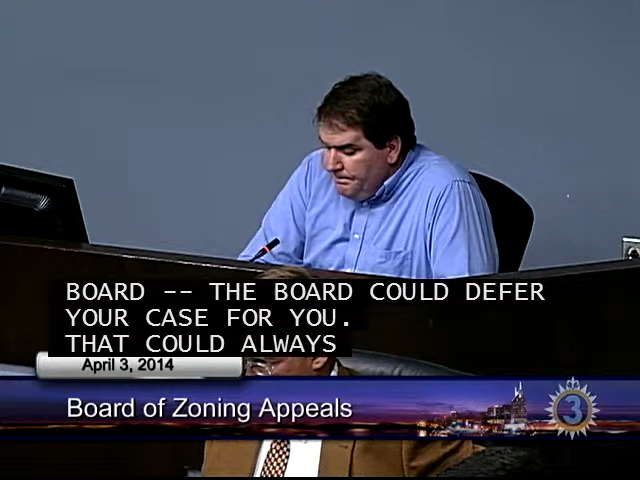 BOARD -- THE BOARD COULD DEFER
YOUR CASE FOR YOU.
THAT COULD ALWAYS
April 3, 2014
Board of Zoning Appeals
3